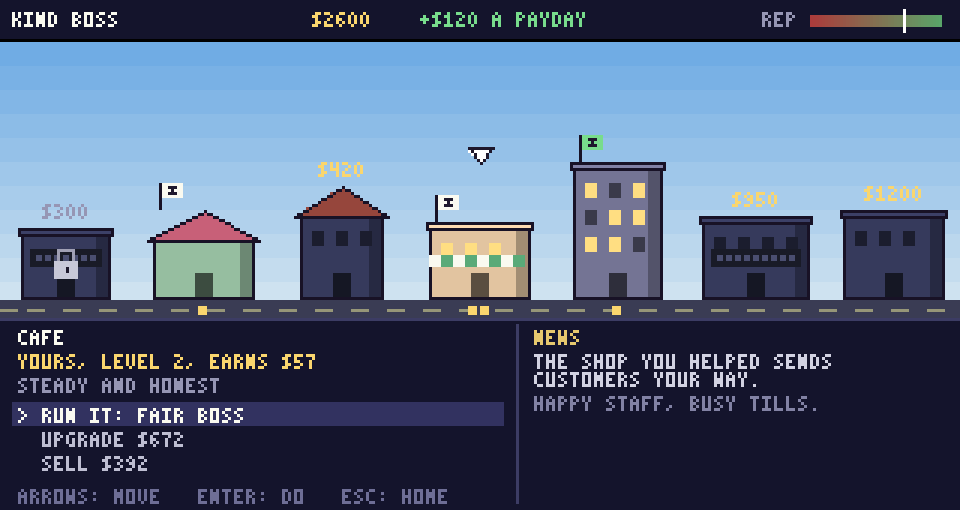 KIND BOSS
$2600
+$120 A PAYDAY
REP
$420
$300
$950
$1200
CAFE
YOURS, LEVEL 2, EARNS $57
STEADY AND HONEST
> RUN IT: FAIR BOSS
UPGRADE $672
SELL $392
ARROWS: MOVE ENTER: DO ESC: HOME
NEWS
THE SHOP YOU HELPED SENDS
CUSTOMERS YOUR WAY.
HAPPY STAFF, BUSY TILLS.